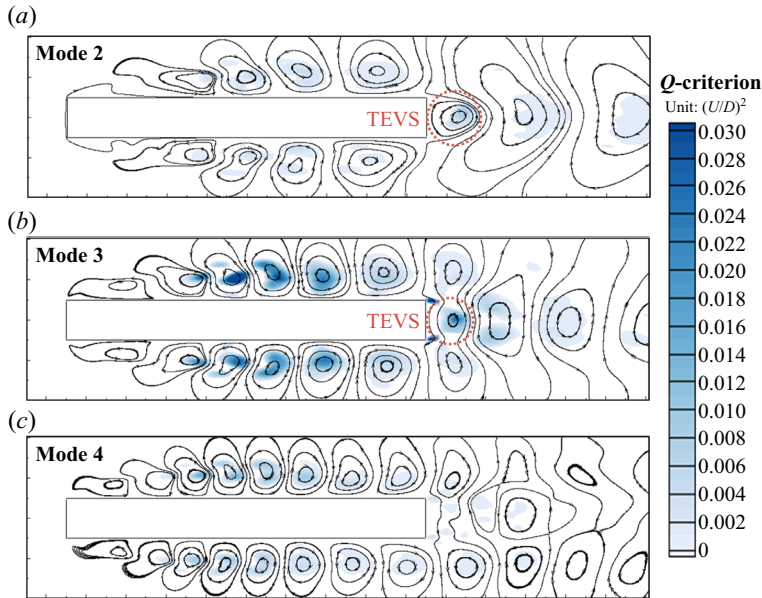 (a)
Mode 2
TEVS
(b)
Mode 3
TEVS
(c)
Mode 4
Q-criterion
Unit: (U/D)²
0.030
0.028
0.026
0.024
0.022
0.020
0.018
0.016
0.014
0.012
0.010
0.008
0.006
0.004
0.002
0